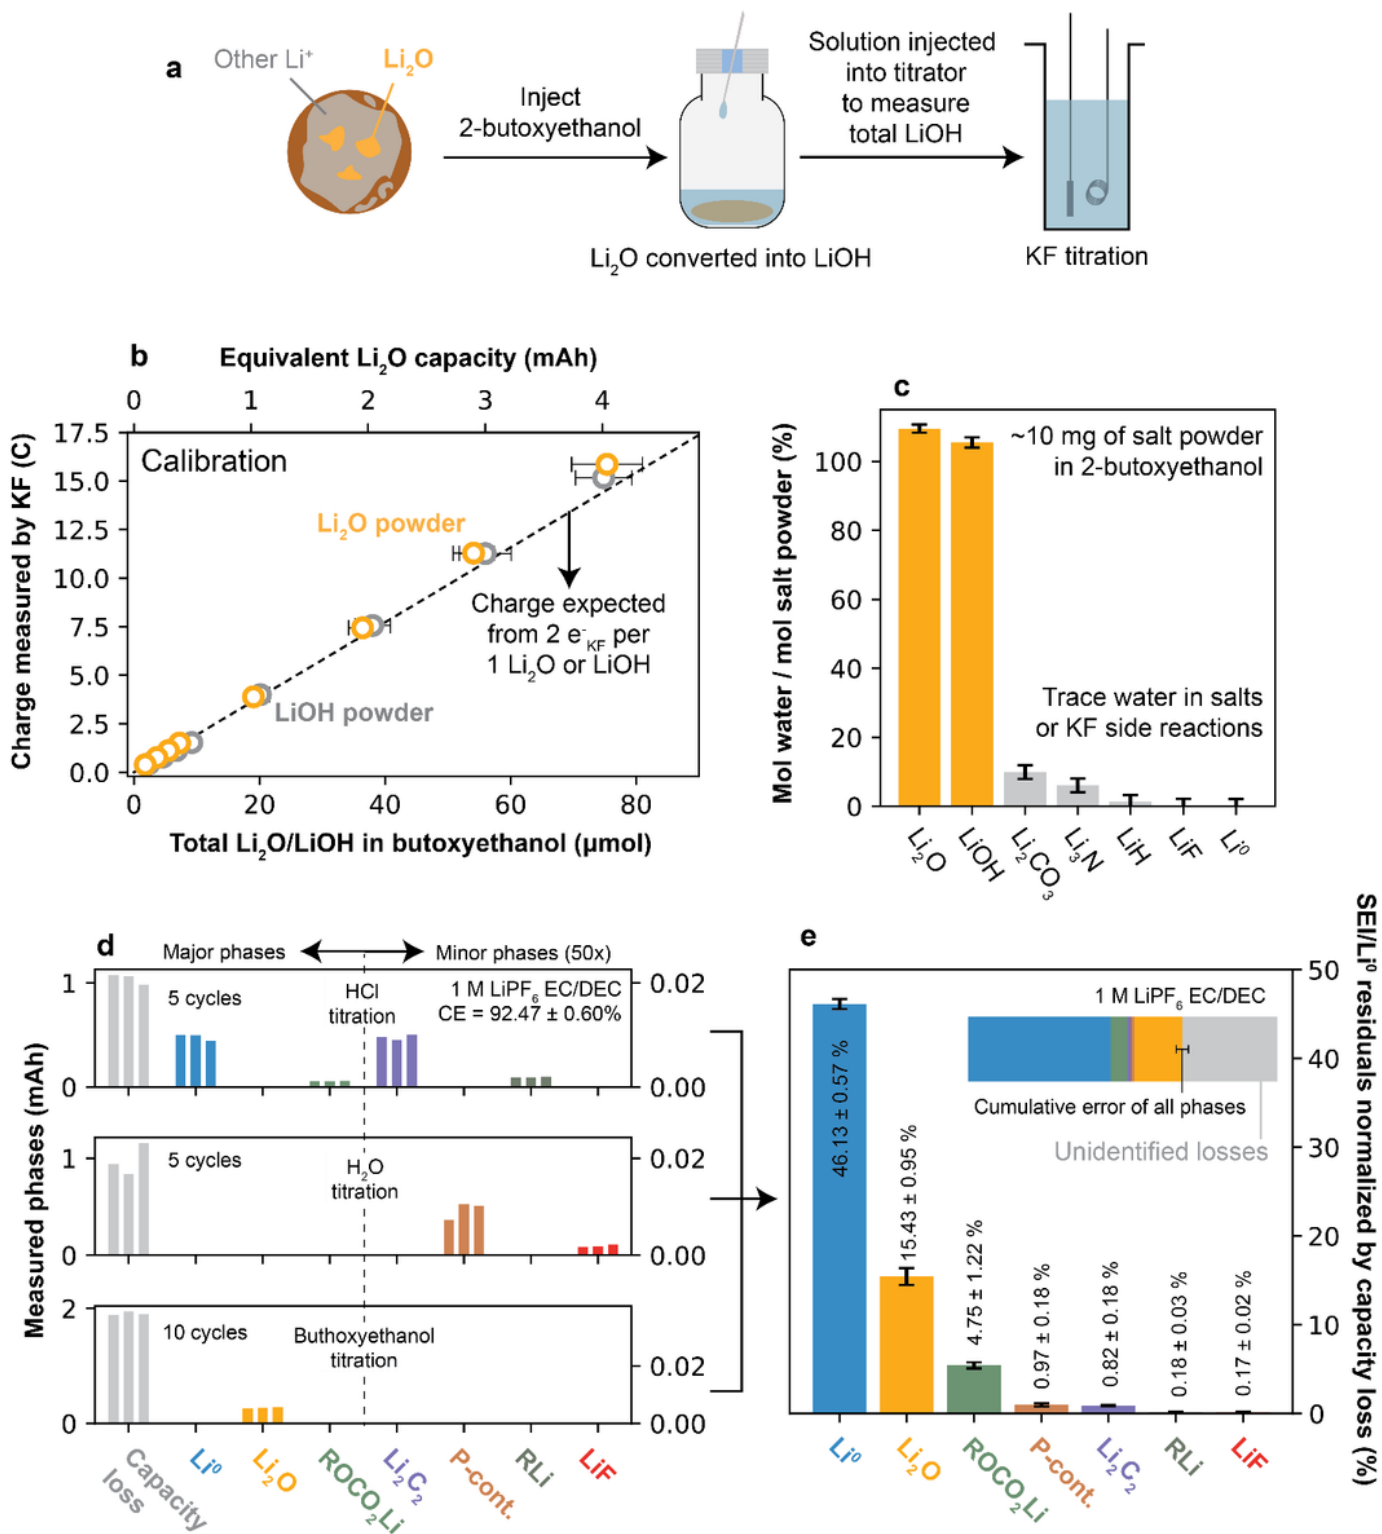 a
Other Li⁺
Li₂O
Inject
2-butoxyethanol
Solution injected
into titrator
to measure
total LiOH
Li₂O converted into LiOH
KF titration
b
Equivalent Li₂O capacity (mAh)
0 1 2 3 4
Charge measured by KF (C)
17.5
15.0
12.5
10.0
7.5
5.0
2.5
0.0
Calibration
Li₂O powder
LiOH powder
Charge expected
from 2 e⁻KF per
1 Li₂O or LiOH
0 20 40 60 80
Total Li₂O/LiOH in butoxyethanol (µmol)
c
Mol water / mol salt powder (%)
100
80
60
40
20
0
~10 mg of salt powder
in 2-butoxyethanol
Trace water in salts
or KF side reactions
Li₂O
LiOH
Li₂CO₃
Li₃N
LiH
LiF
Li⁰
d
Major phases
Minor phases (50x)
Measured phases (mAh)
1
0
5 cycles
HCl
titration
1 M LiPF₆ EC/DEC
CE = 92.47 ± 0.60%
0.02
0.00
1
0
5 cycles
H₂O
titration
0.02
0.00
2
0
10 cycles
Buthoxyethanol
titration
0.02
0.00
Capacity
loss
Li⁰
Li₂O
ROCO₂Li
Li₂C₂
P-cont.
RLi
LiF
e
1 M LiPF₆ EC/DEC
Cumulative error of all phases
Unidentified losses
46.13 ± 0.57 %
15.43 ± 0.95 %
4.75 ± 1.22 %
0.97 ± 0.18 %
0.82 ± 0.18 %
0.18 ± 0.03 %
0.17 ± 0.02 %
50
40
30
20
10
0
SEI/Li⁰ residuals normalized by capacity loss (%)
Li⁰
Li₂O
ROCO₂Li
P-cont.
Li₂C₂
RLi
LiF